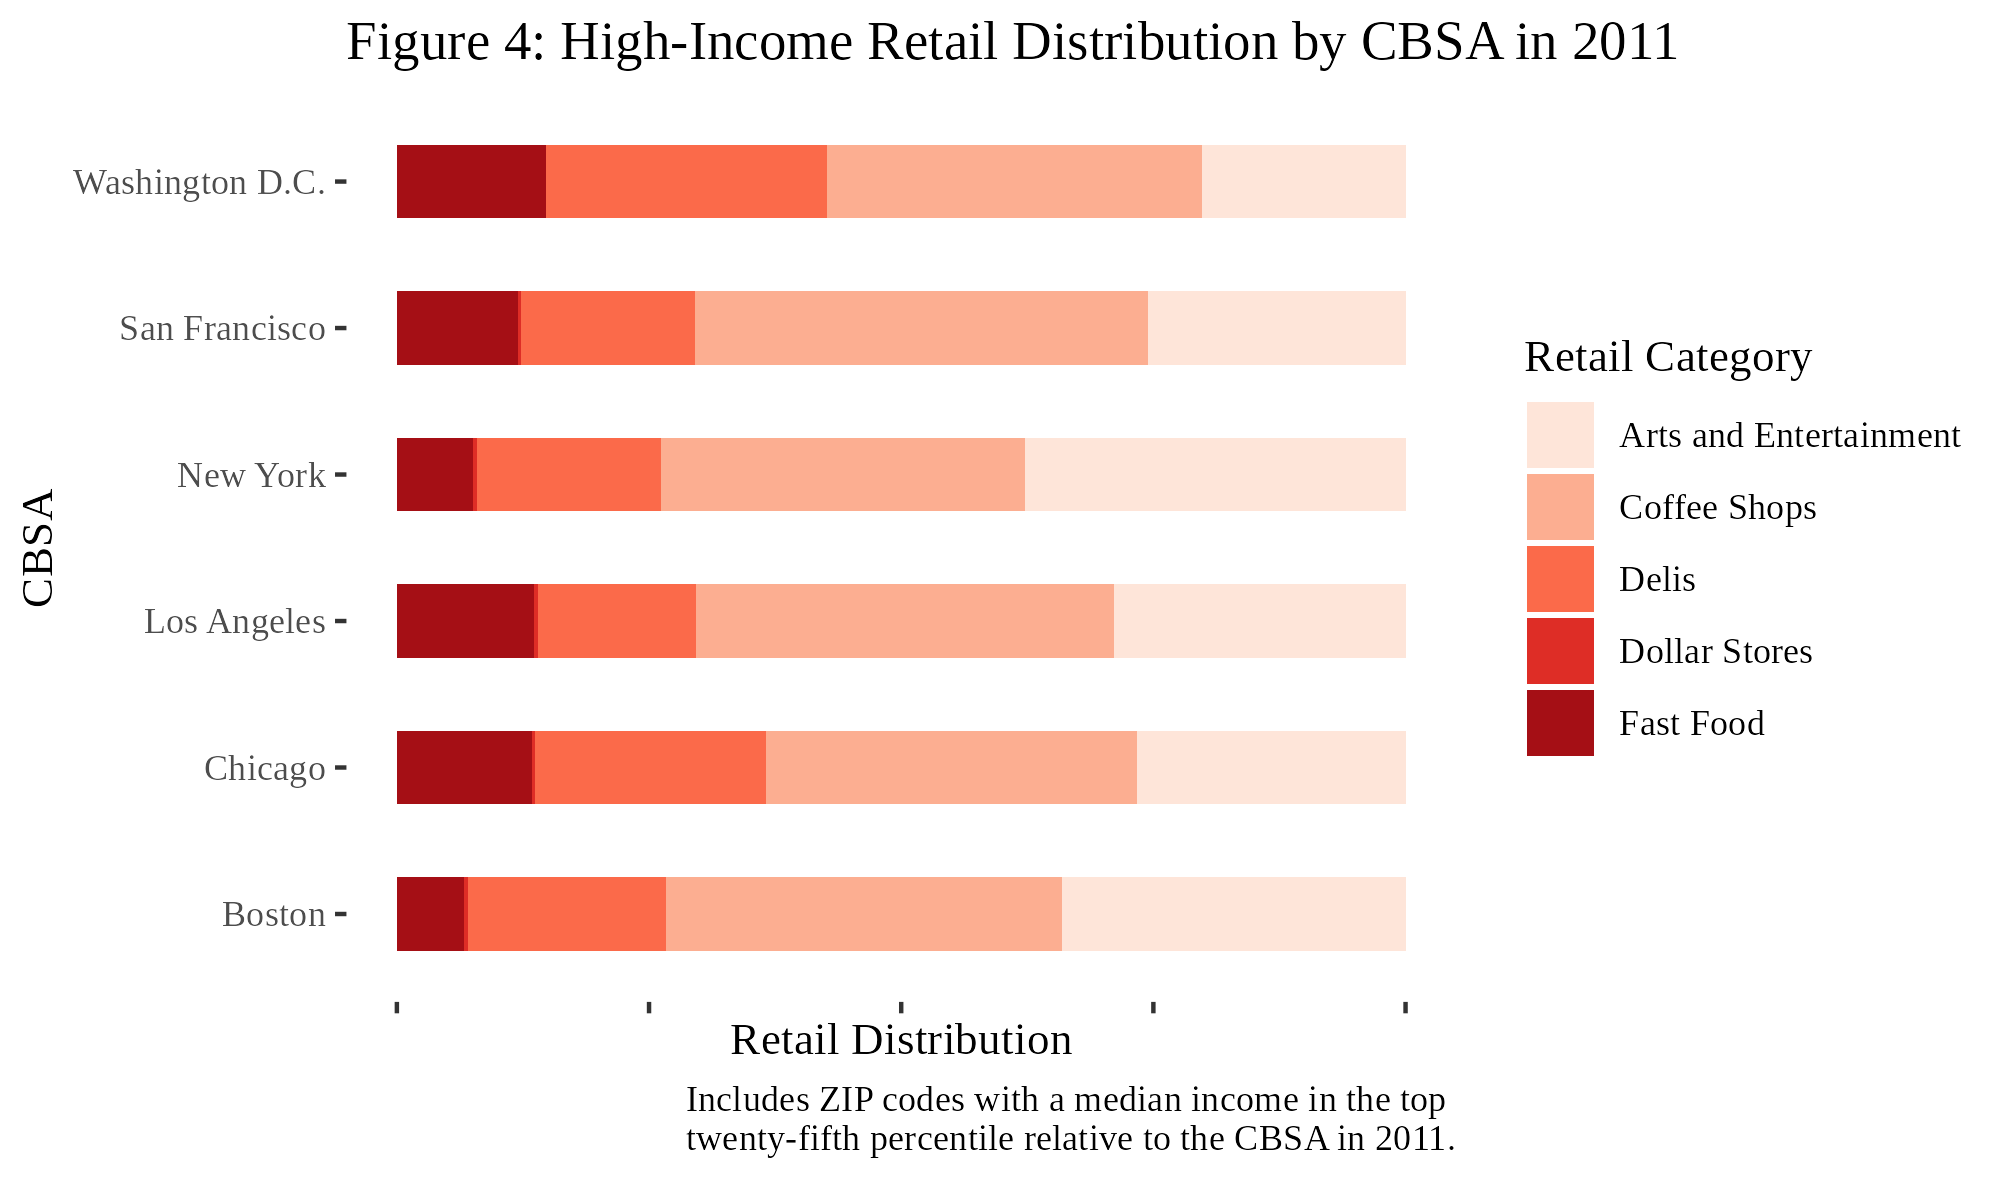 Figure 4: High-Income Retail Distribution by CBSA in 2011
Washington D.C.
San Francisco
New York
Los Angeles
Chicago
Boston
CBSA
Retail Category
Arts and Entertainment
Coffee Shops
Delis
Dollar Stores
Fast Food
Retail Distribution
Includes ZIP codes with a median income in the top
twenty-fifth percentile relative to the CBSA in 2011.